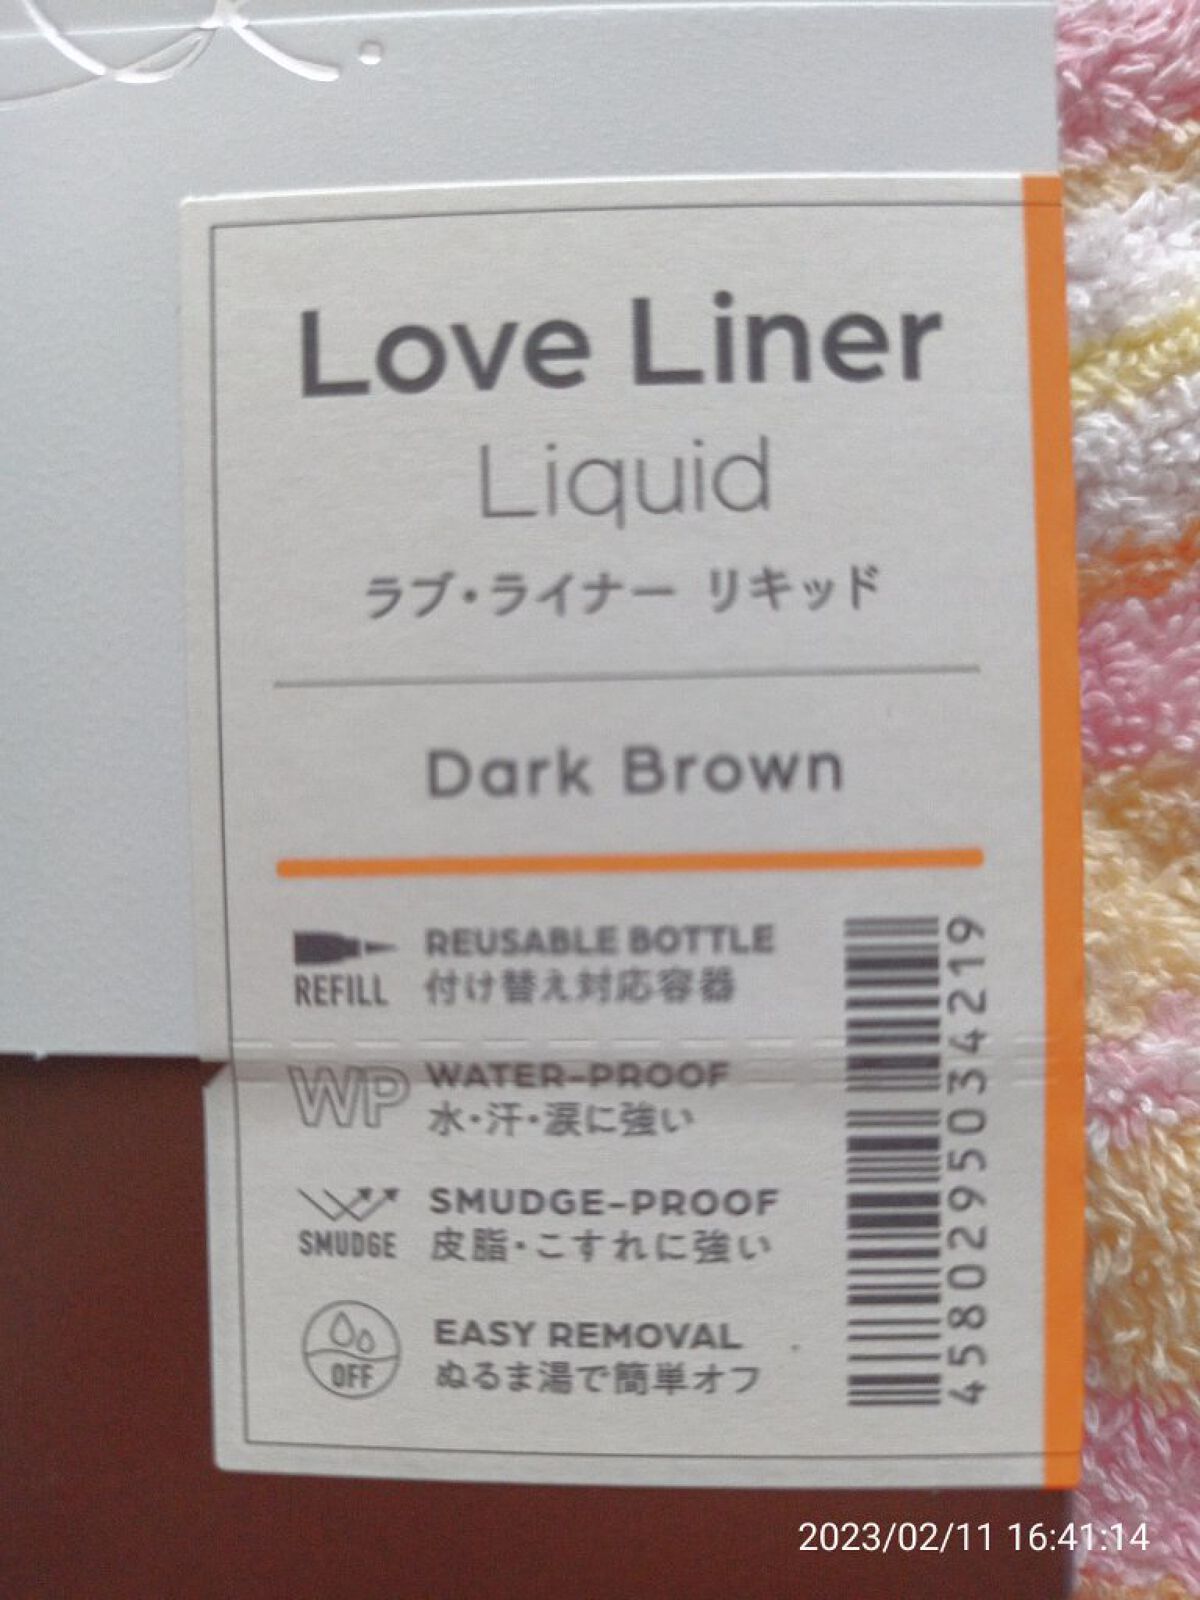 Love Liner
Liquid
ラブ・ライナー リキッド
Dark Brown
REFILL
REUSABLE BOTTLE
付け替え対応容器
WP
WATER-PROOF
水・汗・涙に強い
SMUDGE
SMUDGE-PROOF
皮脂・こすれに強い
OFF
EASY REMOVAL
ぬるま湯で簡単オフ
4580295034219
2023/02/11 16:41:14